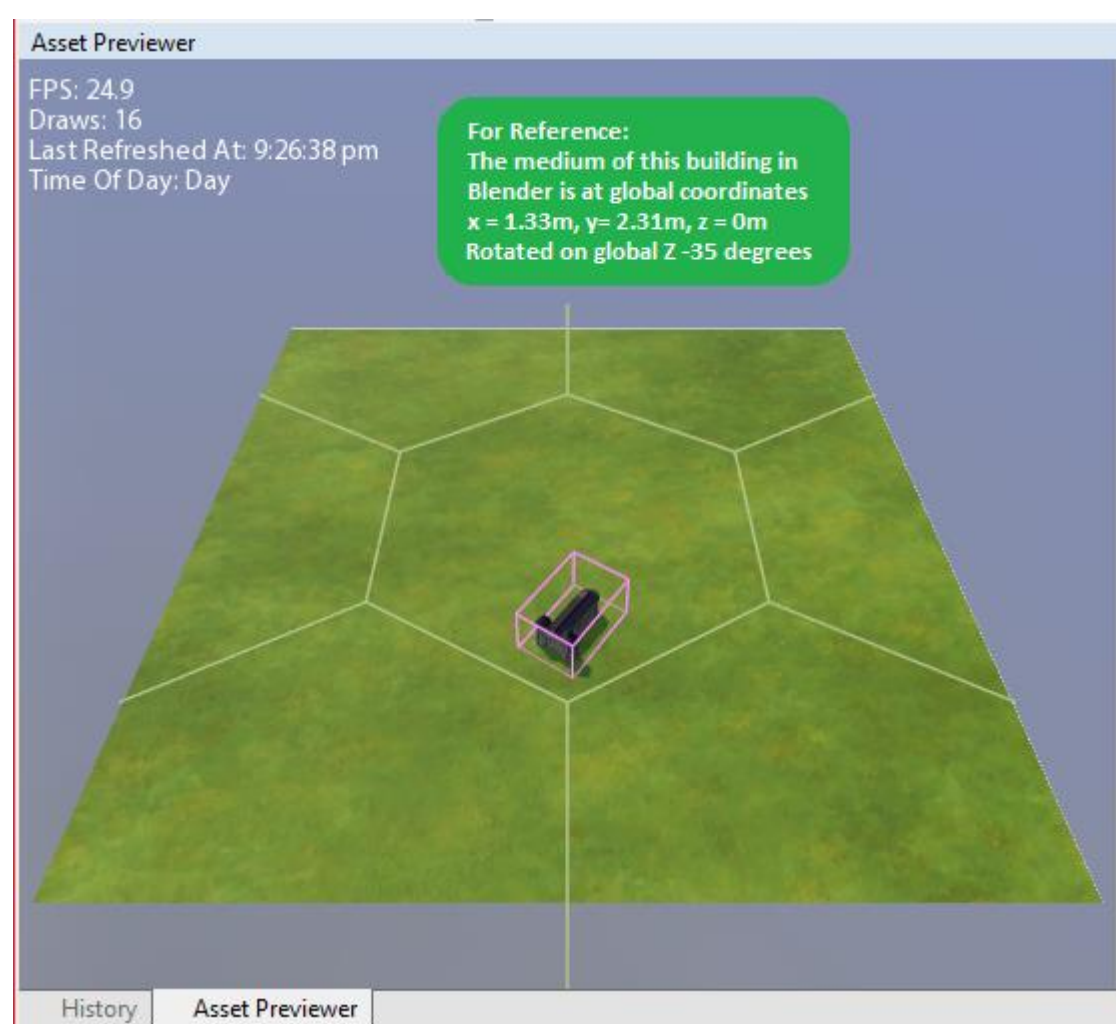 Asset Previewer
FPS: 24.9
Draws: 16
Last Refreshed At: 9:26:38 pm
Time Of Day: Day
For Reference:
The medium of this building in
Blender is at global coordinates
x = 1.33m, y= 2.31m, z = 0m
Rotated on global Z -35 degrees
History
Asset Previewer